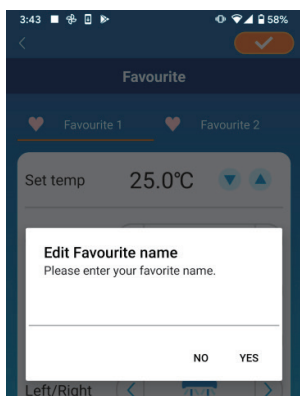 3:43 58%
Favourite
Favourite 1 Favourite 2
Set temp 25.0°C
Edit Favourite name
Please enter your favorite name.
NO YES
Left/Right